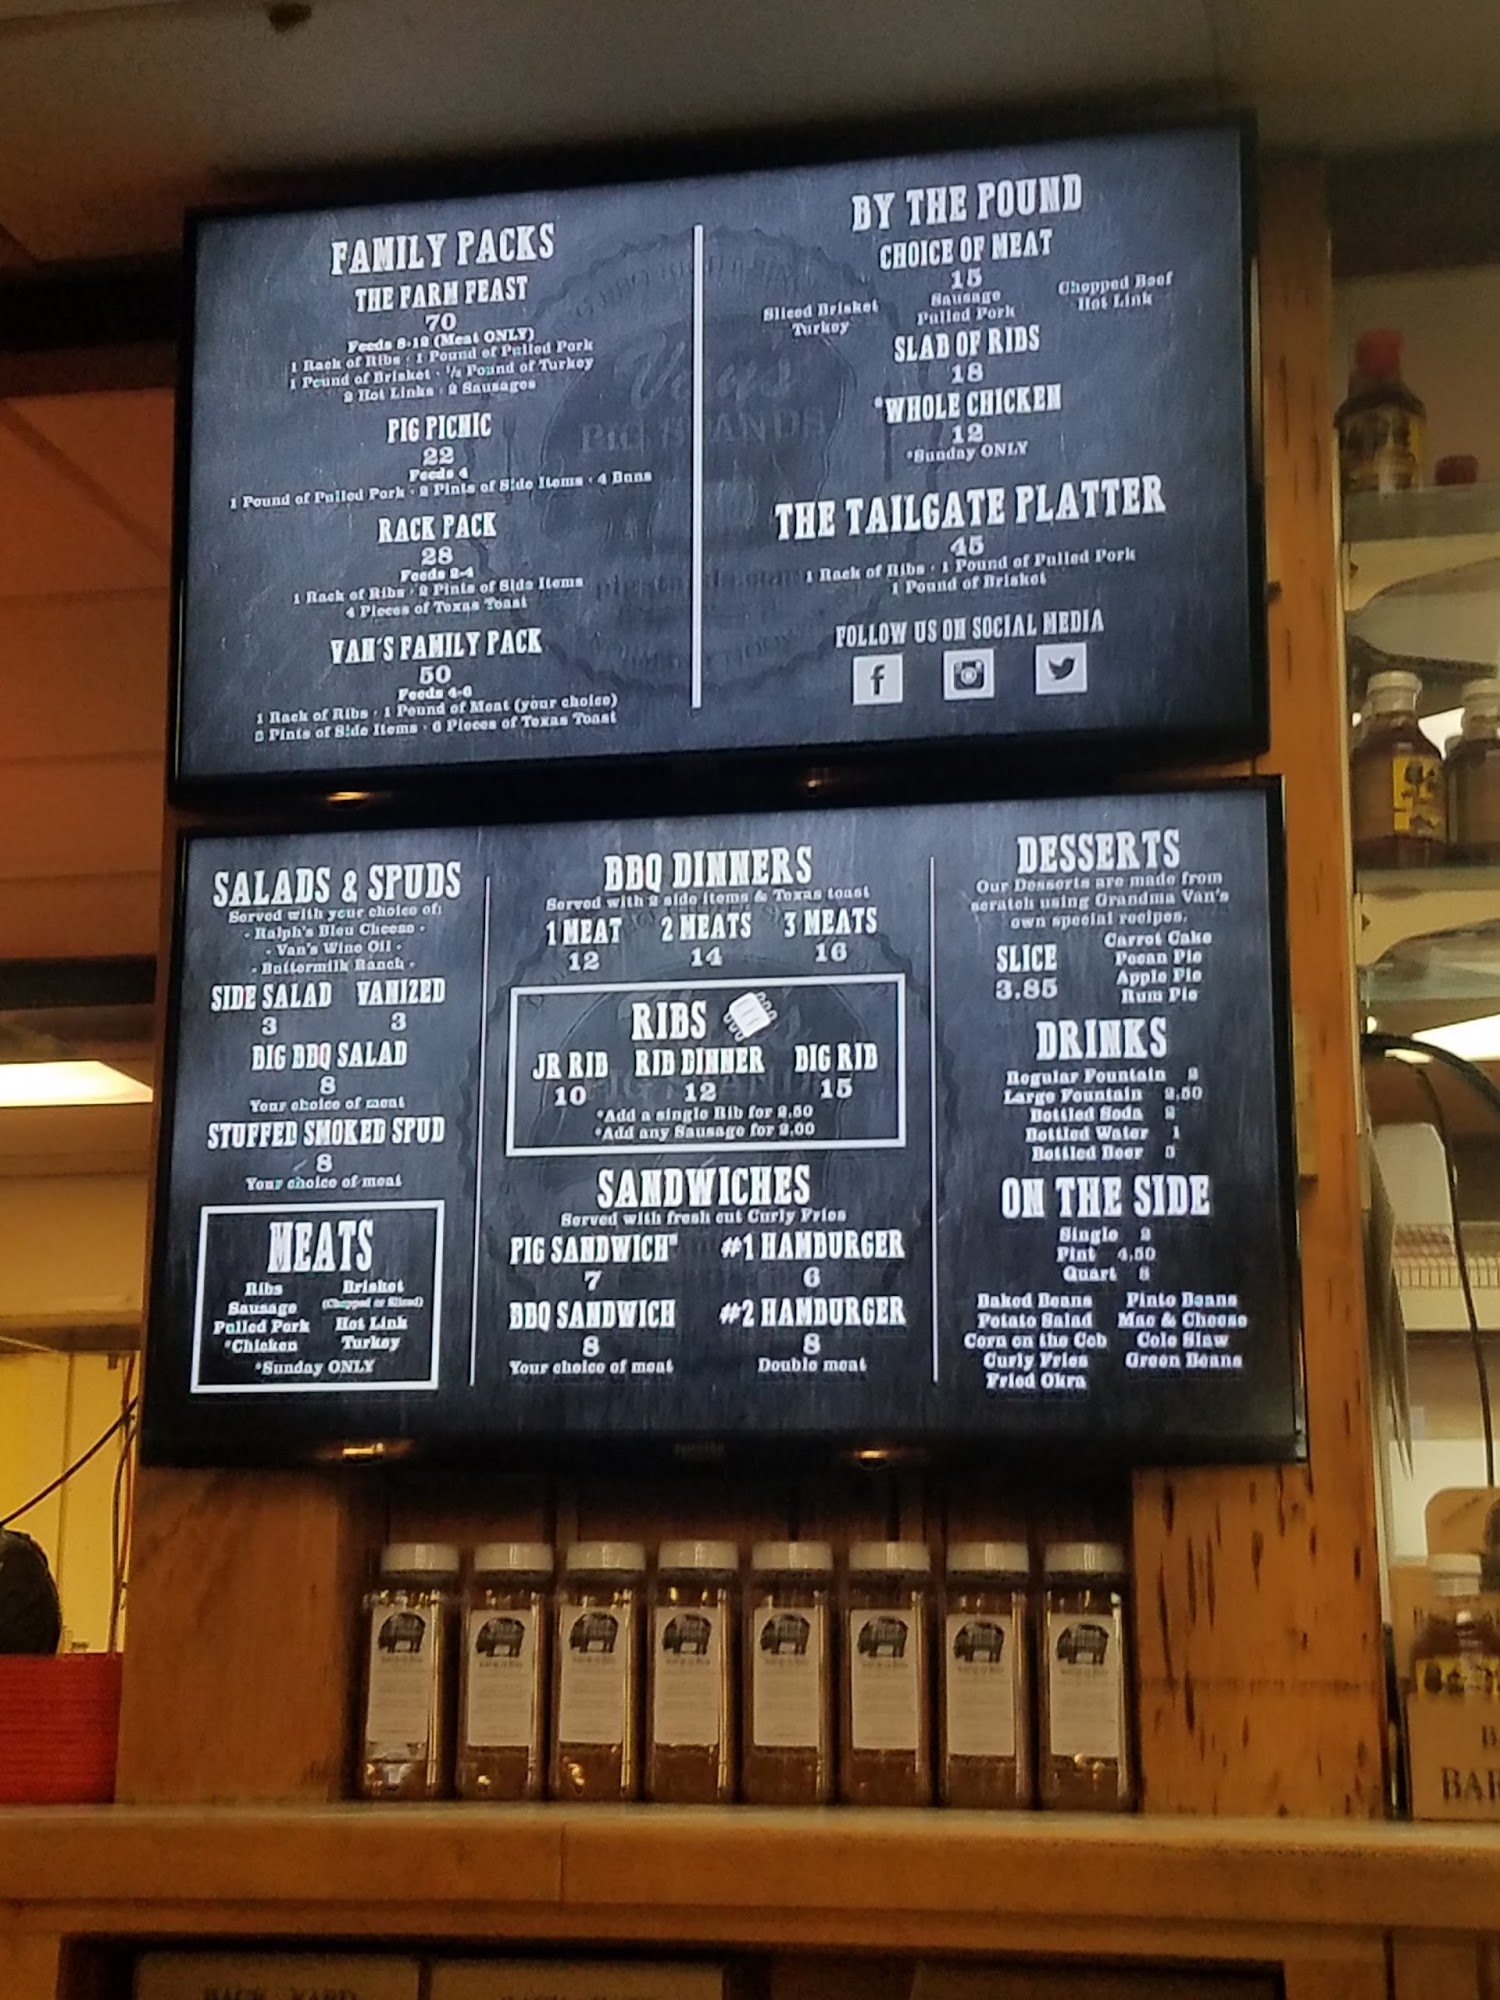 FAMILY PACKS
THE FARM FEAST
70
Feeds 8-12 (Meat ONLY)
1 Rack of Ribs · 1 Pound of Pulled Pork
1 Pound of Brisket · ½ Pound of Turkey
2 Hot Links · 2 Sausages
PIG PICNIC
22
Feeds 4
1 Pound of Pulled Pork · 2 Pints of Side Items · 4 Buns
RACK PACK
28
Feeds 2-4
1 Rack of Ribs · 2 Pints of Side Items
4 Pieces of Texas Toast
VAN'S FAMILY PACK
50
Feeds 4-6
1 Rack of Ribs · 1 Pound of Meat (your choice)
2 Pints of Side Items · 6 Pieces of Texas Toast
BY THE POUND
CHOICE OF MEAT
15
Sliced Brisket Sausage Chopped Beef
Turkey Pulled Pork Hot Link
SLAB OF RIBS
18
*WHOLE CHICKEN
12
*Sunday ONLY
THE TAILGATE PLATTER
45
1 Rack of Ribs · 1 Pound of Pulled Pork
1 Pound of Brisket
FOLLOW US ON SOCIAL MEDIA
f
Van's
PIG STANDS
SALADS & SPUDS
Served with your choice of:
- Ralph's Bleu Cheese -
- Van's Wine Oil -
- Buttermilk Ranch -
SIDE SALAD VANIZED
3 3
BIG BBQ SALAD
8
Your choice of meat
STUFFED SMOKED SPUD
8
Your choice of meat
MEATS
Ribs Brisket
Sausage (Chopped or Sliced)
Pulled Pork Hot Link
*Chicken Turkey
*Sunday ONLY
BBQ DINNERS
Served with 2 side items & Texas toast
1 MEAT 2 MEATS 3 MEATS
12 14 16
RIBS
JR RIB RIB DINNER BIG RIB
10 12 15
*Add a single Rib for 2.50
*Add any Sausage for 2.00
SANDWICHES
Served with fresh cut Curly Fries
PIG SANDWICH® #1 HAMBURGER
7 6
BBQ SANDWICH #2 HAMBURGER
8 8
Your choice of meat Double meat
DESSERTS
Our Desserts are made from
scratch using Grandma Van's
own special recipes.
SLICE
3.85
Carrot Cake
Pecan Pie
Apple Pie
Rum Pie
DRINKS
Regular Fountain 2
Large Fountain 2.50
Bottled Soda 2
Bottled Water 1
Bottled Beer 3
ON THE SIDE
Single 2
Pint 4.50
Quart 8
Baked Beans Pinto Beans
Potato Salad Mac & Cheese
Corn on the Cob Cole Slaw
Curly Fries Green Beans
Fried Okra